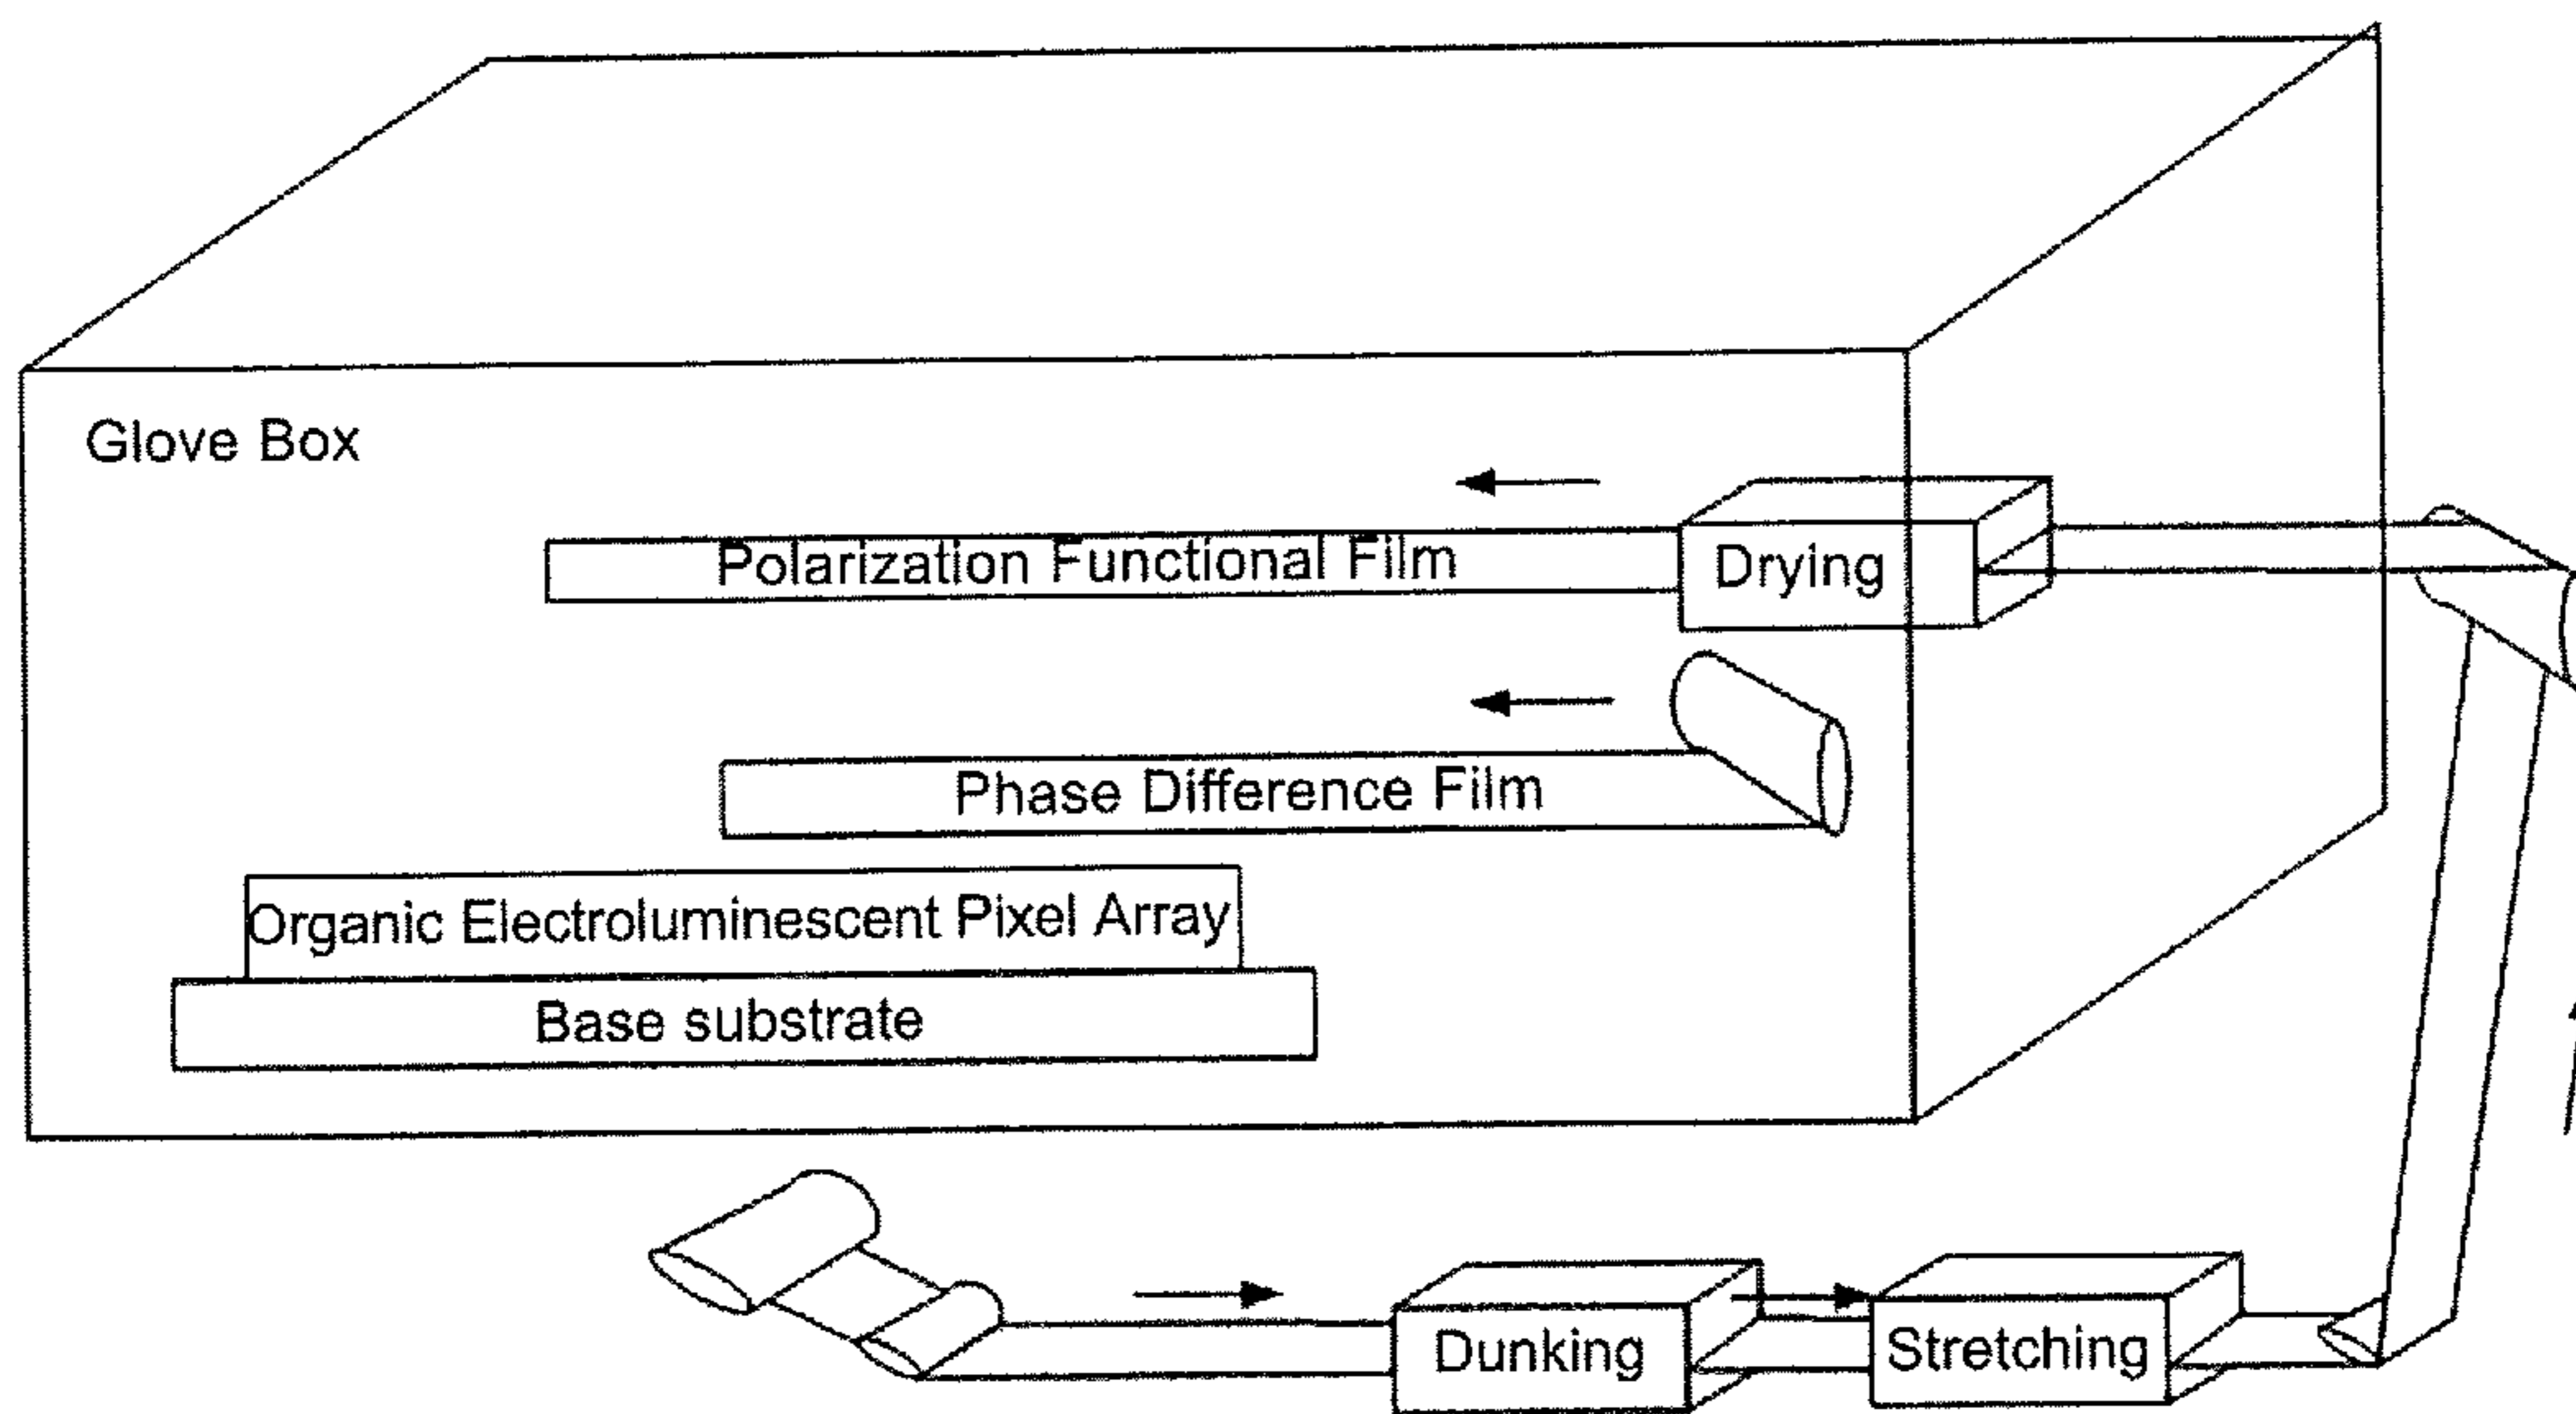 Glove Box
Polarization Functional Film
Drying
Phase Difference Film
Organic Electroluminescent Pixel Array
Base substrate
Dunking
Stretching